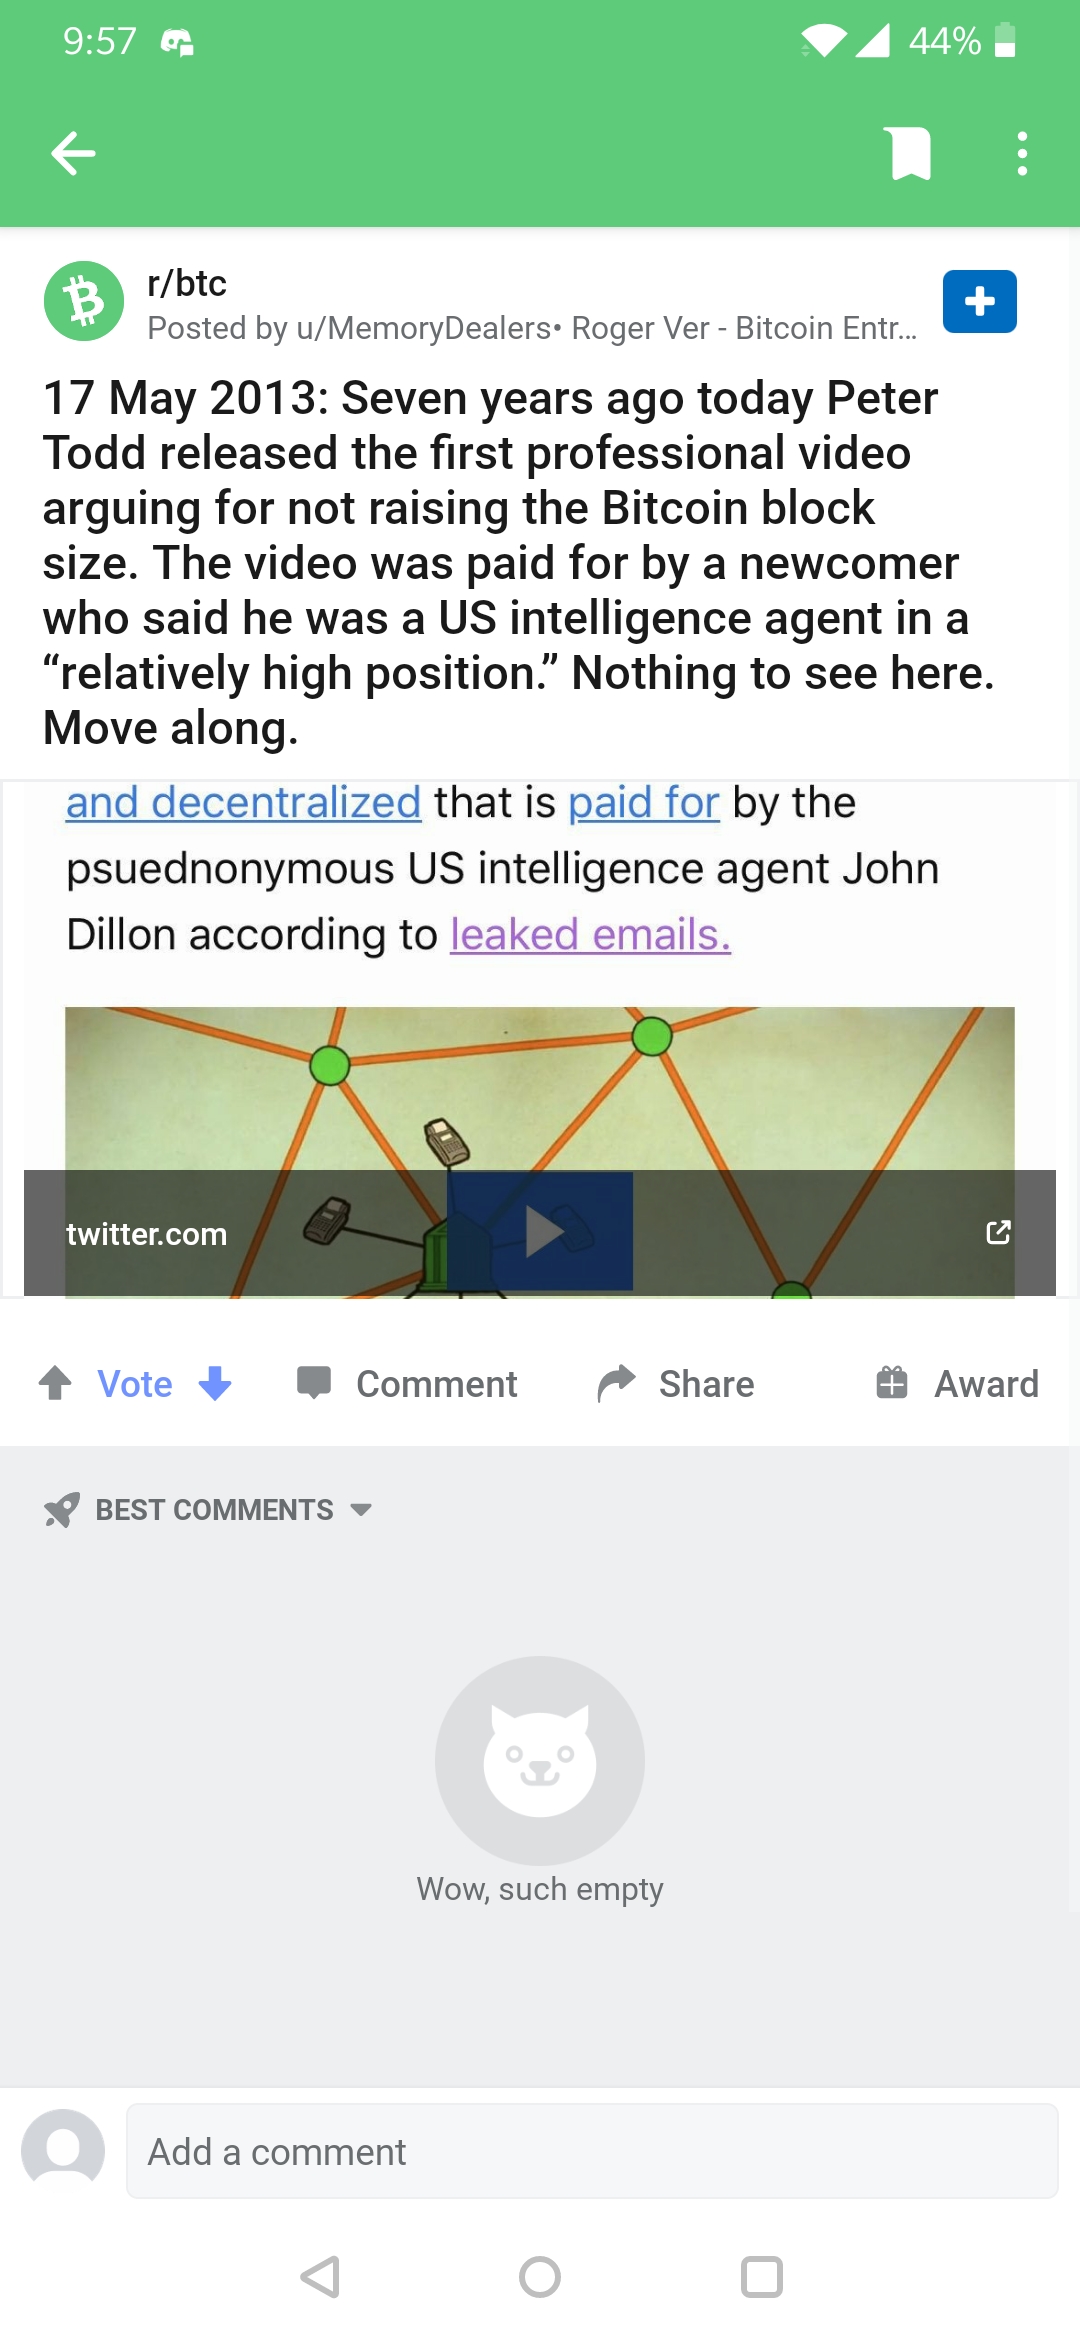 9:57
44%
r/btc
Posted by u/MemoryDealers• Roger Ver - Bitcoin Entr...
17 May 2013: Seven years ago today Peter
Todd released the first professional video
arguing for not raising the Bitcoin block
size. The video was paid for by a newcomer
who said he was a US intelligence agent in a
“relatively high position.” Nothing to see here.
Move along.
and decentralized that is paid for by the
psuednonymous US intelligence agent John
Dillon according to leaked emails.
twitter.com
Vote
Comment
Share
Award
BEST COMMENTS
Wow, such empty
Add a comment